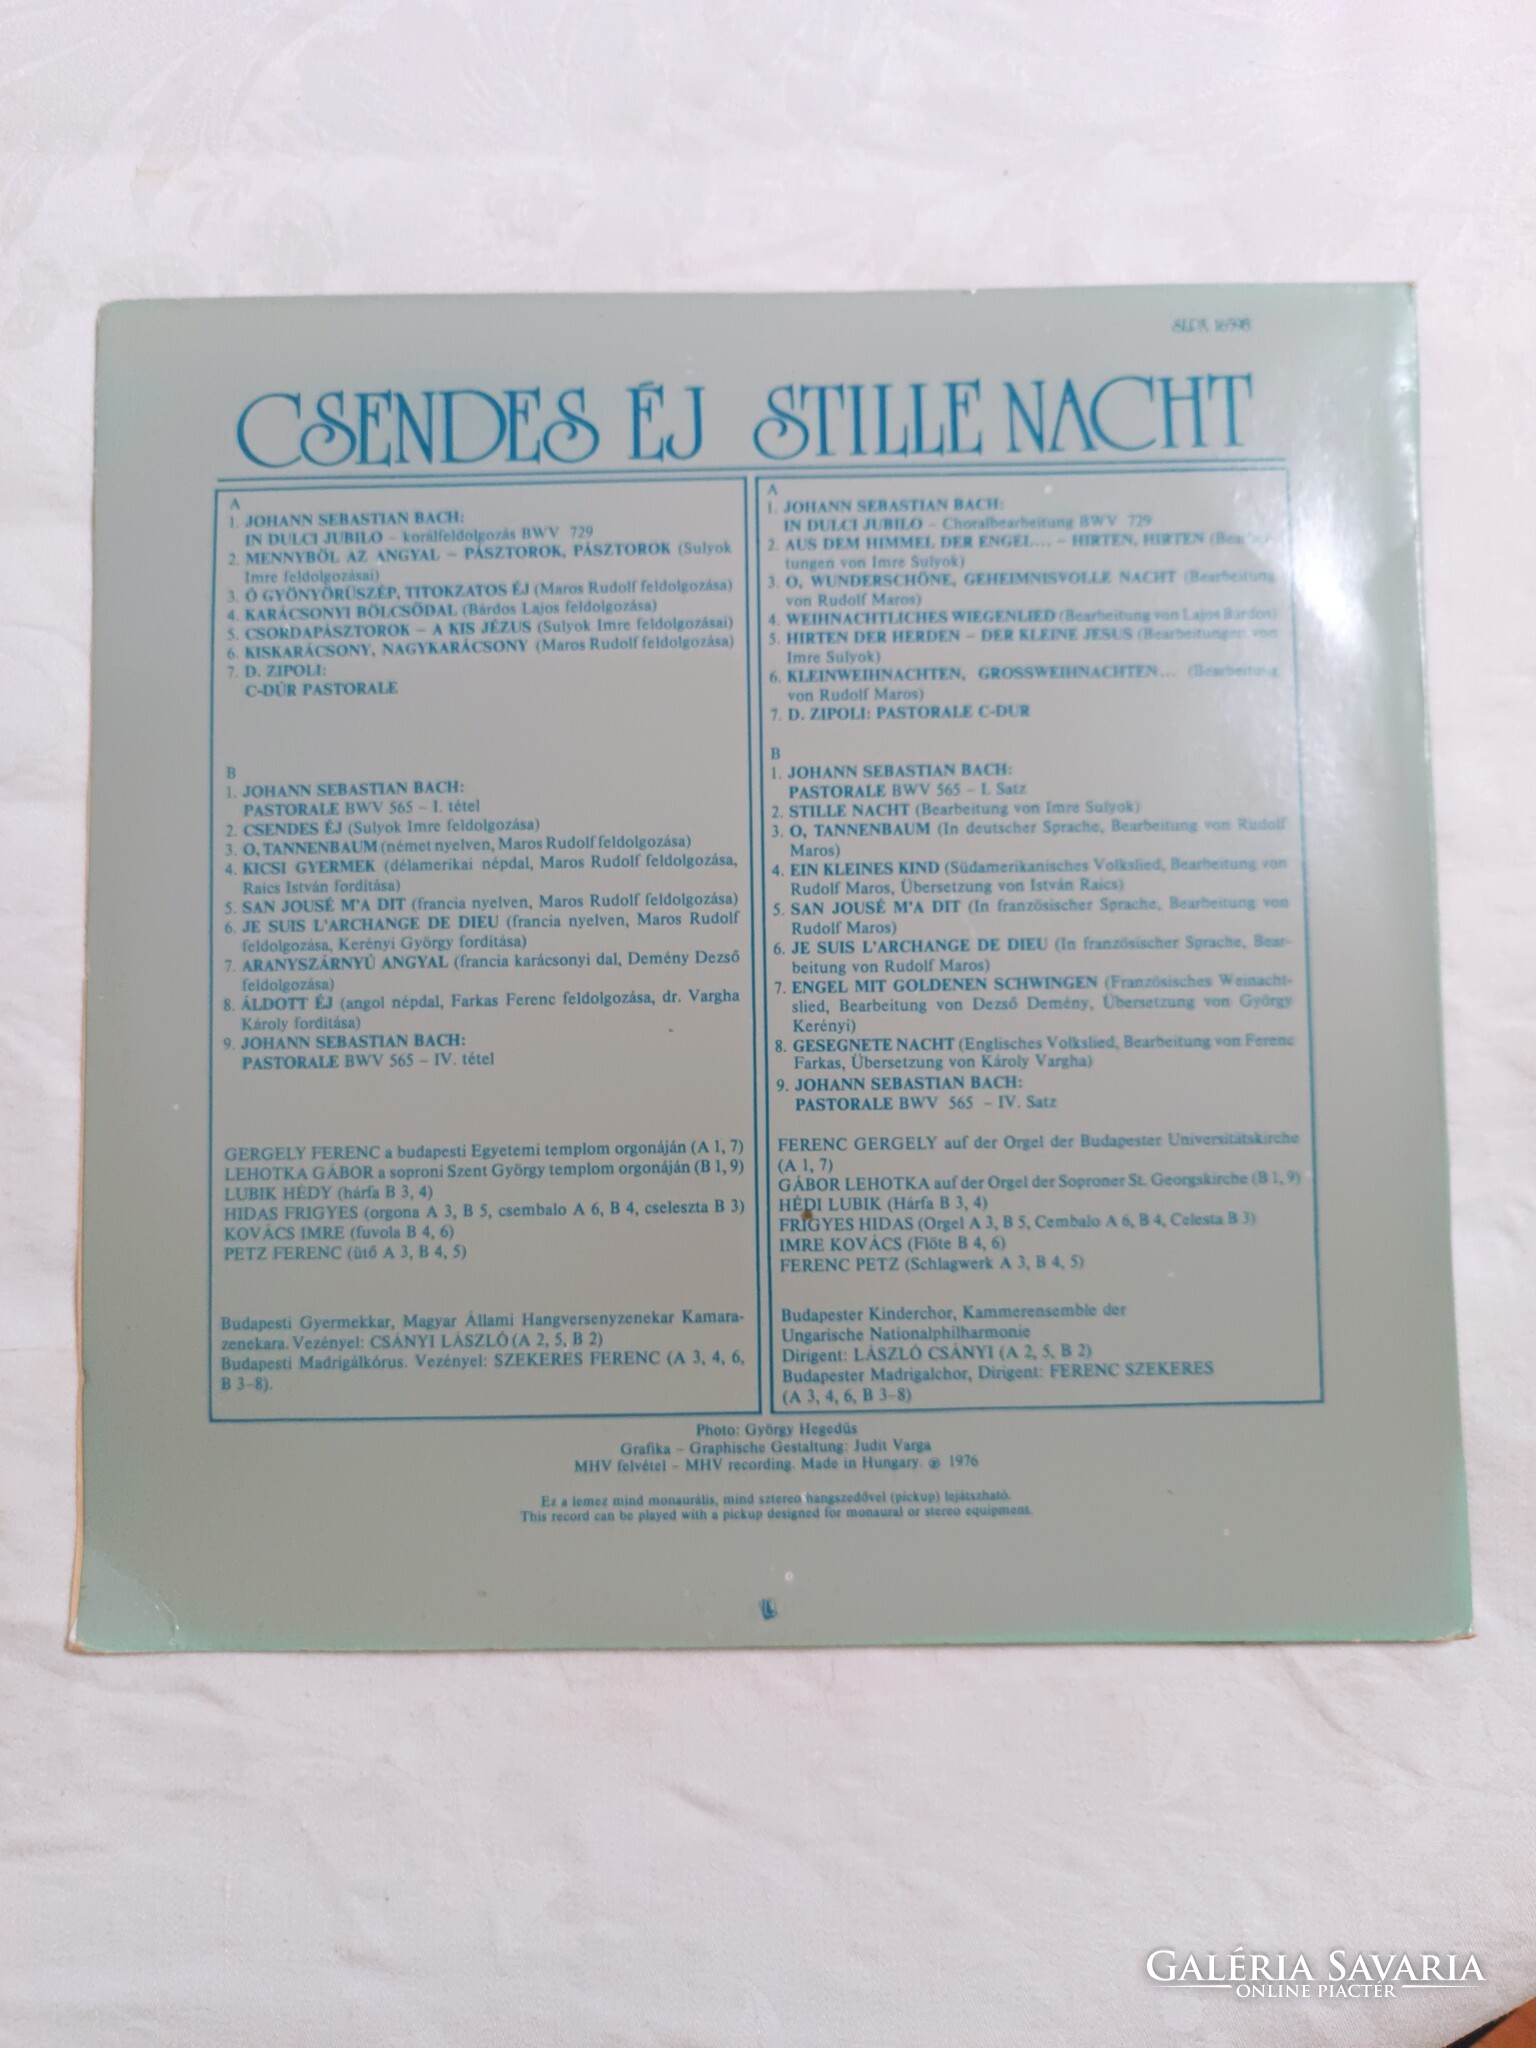 SLPX 16598
CSENDES ÉJ STILLE NACHT
A
1. JOHANN SEBASTIAN BACH:
IN DULCI JUBILO – korálfeldolgozás BWV 729
2. MENNYBŐL AZ ANGYAL – PÁSZTOROK, PÁSZTOROK (Sulyok
Imre feldolgozásai)
3. Ó GYÖNYÖRŰSZÉP, TITOKZATOS ÉJ (Maros Rudolf feldolgozása)
4. KARÁCSONYI BÖLCSŐDAL (Bárdos Lajos feldolgozása)
5. CSORDAPÁSZTOROK – A KIS JÉZUS (Sulyok Imre feldolgozásai)
6. KISKARÁCSONY, NAGYKARÁCSONY (Maros Rudolf feldolgozása)
7. D. ZIPOLI:
C-DÚR PASTORALE
B
1. JOHANN SEBASTIAN BACH:
PASTORALE BWV 565 – I. tétel
2. CSENDES ÉJ (Sulyok Imre feldolgozása)
3. O, TANNENBAUM (német nyelven, Maros Rudolf feldolgozása)
4. KICSI GYERMEK (délamerikai népdal, Maros Rudolf feldolgozása,
Raics István fordítása)
5. SAN JOUSÉ M'A DIT (francia nyelven, Maros Rudolf feldolgozása)
6. JE SUIS L'ARCHANGE DE DIEU (francia nyelven, Maros Rudolf
feldolgozása, Kerényi György fordítása)
7. ARANYSZÁRNYÚ ANGYAL (francia karácsonyi dal, Demény Dezső
feldolgozása)
8. ÁLDOTT ÉJ (angol népdal, Farkas Ferenc feldolgozása, dr. Vargha
Károly fordítása)
9. JOHANN SEBASTIAN BACH:
PASTORALE BWV 565 – IV. tétel
GERGELY FERENC a budapesti Egyetemi templom orgonáján (A 1, 7)
LEHOTKA GÁBOR a soproni Szent György templom orgonáján (B 1, 9)
LUBIK HÉDY (hárfa B 3, 4)
HIDAS FRIGYES (orgona A 3, B 5, csembalo A 6, B 4, cseleszta B 3)
KOVÁCS IMRE (fuvola B 4, 6)
PETZ FERENC (ütő A 3, B 4, 5)
Budapesti Gyermekkar, Magyar Állami Hangversenyzenekar Kamara-
zenekara. Vezényel: CSÁNYI LÁSZLÓ (A 2, 5, B 2)
Budapesti Madrigálkórus. Vezényel: SZEKERES FERENC (A 3, 4, 6,
B 3–8).
A
1. JOHANN SEBASTIAN BACH:
IN DULCI JUBILO – Choralbearbeitung BWV 729
2. AUS DEM HIMMEL DER ENGEL... – HIRTEN, HIRTEN (Bearbei-
tungen von Imre Sulyok)
3. O, WUNDERSCHÖNE, GEHEIMNISVOLLE NACHT (Bearbeitung
von Rudolf Maros)
4. WEIHNACHTLICHES WIEGENLIED (Bearbeitung von Lajos Bárdos)
5. HIRTEN DER HERDEN – DER KLEINE JESUS (Bearbeitungen von
Imre Sulyok)
6. KLEINWEIHNACHTEN, GROSSWEIHNACHTEN... (Bearbeitung
von Rudolf Maros)
7. D. ZIPOLI: PASTORALE C-DUR
B
1. JOHANN SEBASTIAN BACH:
PASTORALE BWV 565 – I. Satz
2. STILLE NACHT (Bearbeitung von Imre Sulyok)
3. O, TANNENBAUM (In deutscher Sprache, Bearbeitung von Rudolf
Maros)
4. EIN KLEINES KIND (Südamerikanisches Volkslied, Bearbeitung von
Rudolf Maros, Übersetzung von István Raics)
5. SAN JOUSÉ M'A DIT (In französischer Sprache, Bearbeitung von
Rudolf Maros)
6. JE SUIS L'ARCHANGE DE DIEU (In französischer Sprache, Bear-
beitung von Rudolf Maros)
7. ENGEL MIT GOLDENEN SCHWINGEN (Französisches Weinacht-
slied, Bearbeitung von Dezső Demény, Übersetzung von György
Kerényi)
8. GESEGNETE NACHT (Englisches Volkslied, Bearbeitung von Ferenc
Farkas, Übersetzung von Károly Vargha)
9. JOHANN SEBASTIAN BACH:
PASTORALE BWV 565 – IV. Satz
FERENC GERGELY auf der Orgel der Budapester Universitätskirche
(A 1, 7)
GÁBOR LEHOTKA auf der Orgel der Soproner St. Georgskirche (B 1, 9)
HÉDI LUBIK (Hárfa B 3, 4)
FRIGYES HIDAS (Orgel A 3, B 5, Cembalo A 6, B 4, Celesta B 3)
IMRE KOVÁCS (Flöte B 4, 6)
FERENC PETZ (Schlagwerk A 3, B 4, 5)
Budapester Kinderchor, Kammerensemble der
Ungarische Nationalphilharmonie
Dirigent: LÁSZLÓ CSÁNYI (A 2, 5, B 2)
Budapester Madrigalchor, Dirigent: FERENC SZEKERES
(A 3, 4, 6, B 3–8)
Photo: György Hegedűs
Grafika – Graphische Gestaltung: Judit Varga
MHV felvétel – MHV recording. Made in Hungary. ℗ 1976
Ez a lemez mind monaurális, mind sztereo hangszedővel (pickup) lejátszható.
This record can be played with a pickup designed for monaural or stereo equipment.
GALÉRIA SAVARIA
ONLINE PIACTÉR